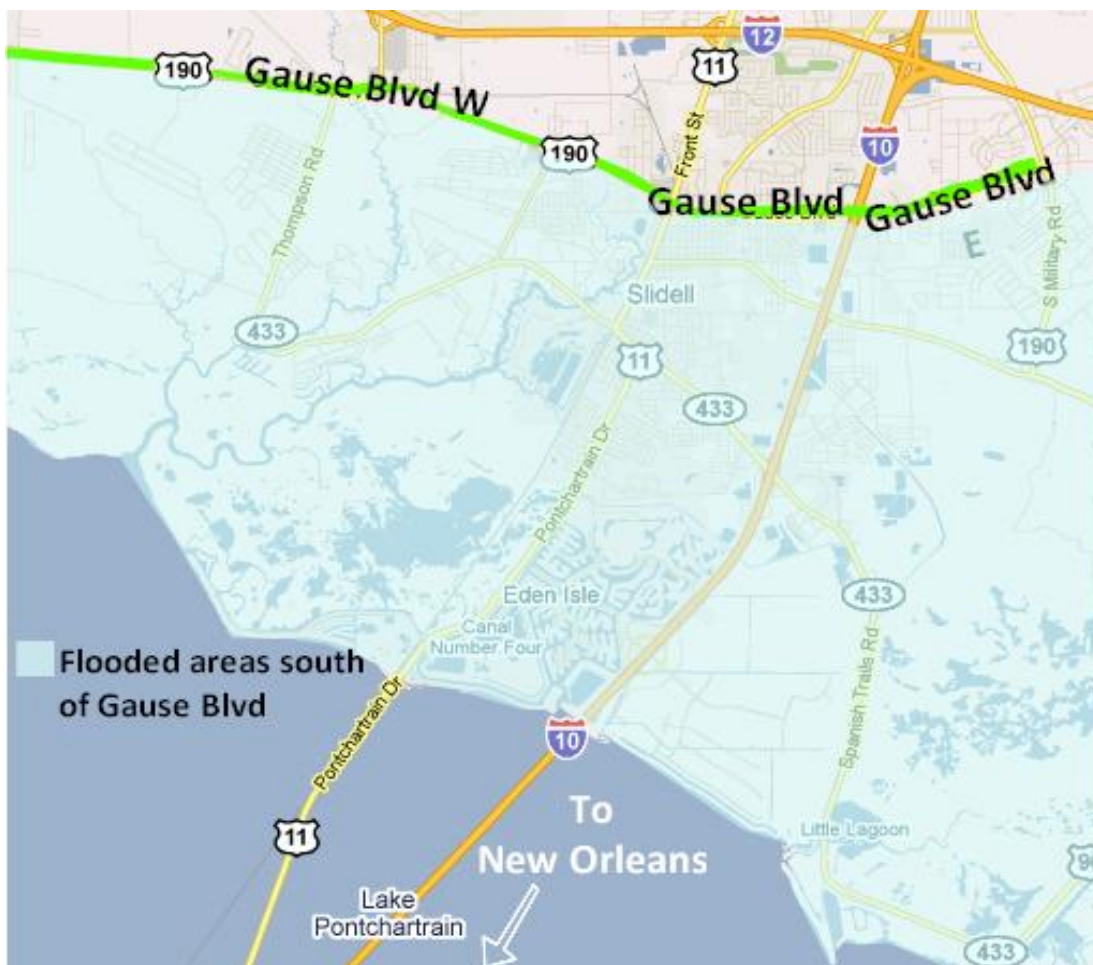 12
190
Gause Blvd W
11
190
Front St
10
Thompson Rd
Gause Blvd
Gause Blvd
E
S Military Rd
Slidell
433
11
190
433
Pontchartrain Dr
Eden Isle
433
Canal
Number Four
Flooded areas south
of Gause Blvd
Pontchartrain Dr
Spanish Trails Rd
10
To
New Orleans
11
Little Lagoon
Lake
Pontchartrain
433